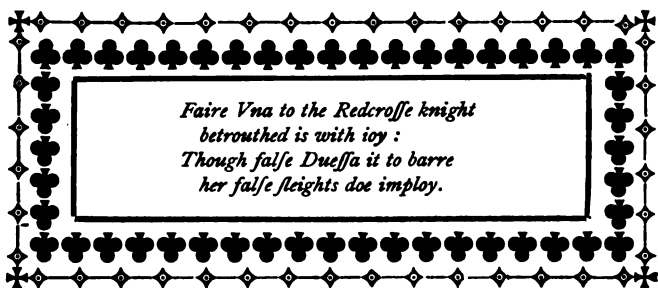 Faire Vna to the Redcroſſe knight
betrouthed is with ioy :
Though falſe Dueſſa it to barre
her falſe ſleights doe imploy.